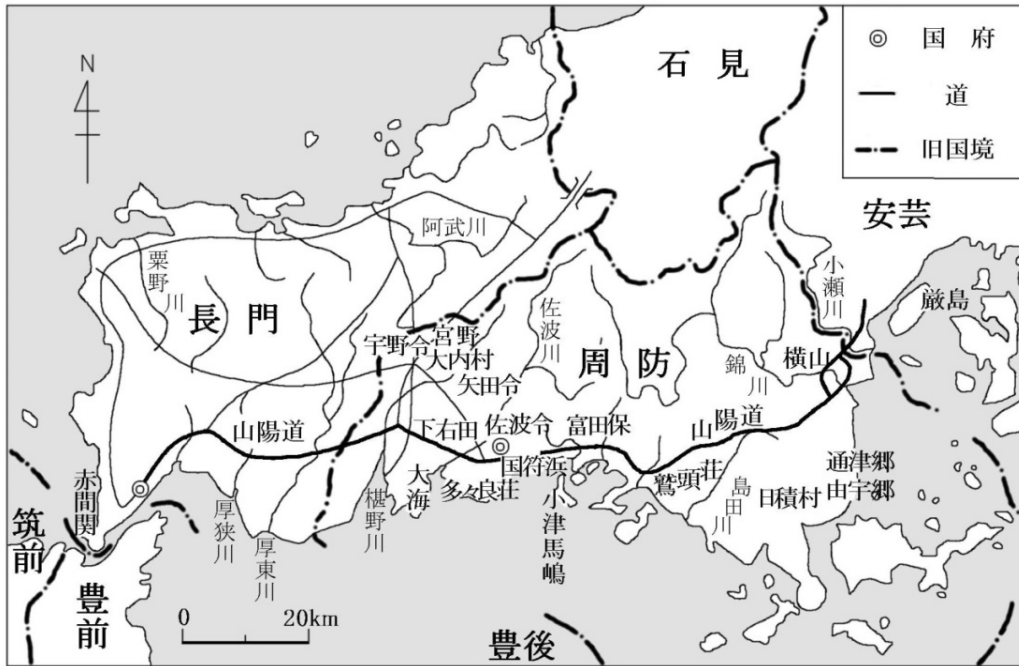 N
国府
道
旧国境
石見
安芸
阿武川
粟野川
長門
小瀬川
厳島
佐波川
宮野
宇野令
大内村
周防
横山
錦川
矢田令
山陽道
下右田
佐波令
富田保
山陽道
国符浜
大海
多々良荘
鷲頭荘
島田川
日積村
通津郷
由宇郷
小津馬嶋
椹野川
赤間関
厚狭川
厚東川
筑前
豊前
豊後
0 20km